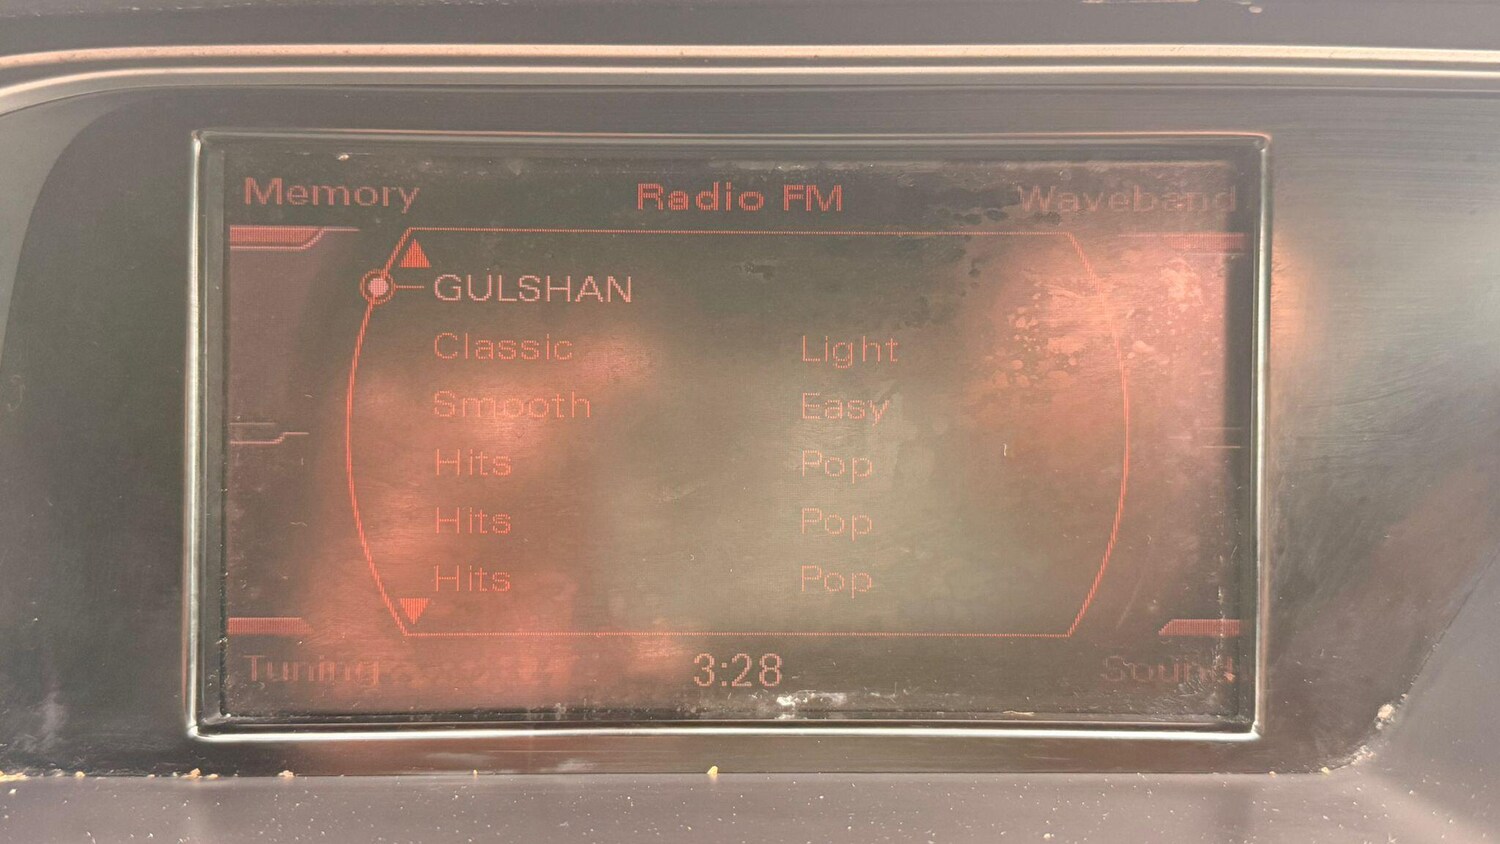 Memory Radio FM Waveband
GULSHAN
Classic Light
Smooth Easy
Hits Pop
Hits Pop
Hits Pop
Tuning 3:28 Sound